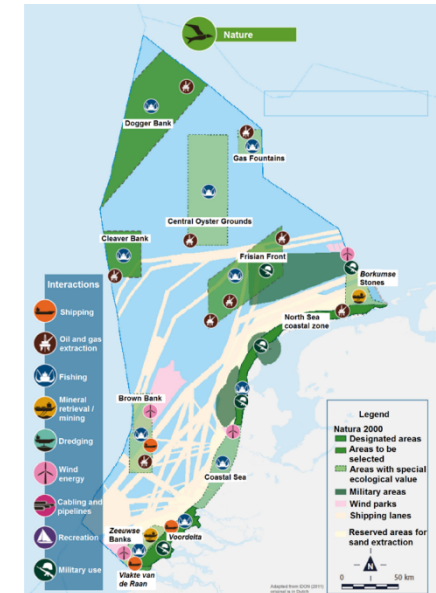 Nature
Dogger Bank
Gas Fountains
Central Oyster Grounds
Cleaver Bank
Frisian Front
Borkumse
Stones
North Sea
coastal zone
Interactions
Shipping
Oil and gas
extraction
Fishing
Mineral
retrieval /
mining
Dredging
Wind
energy
Cabling and
pipelines
Recreation
Military use
Brown Bank
Coastal Sea
Zeeuwse
Banks
Voordelta
Vlakte van
de Raan
Legend
Natura 2000
Designated areas
Areas to be
selected
Areas with special
ecological value
Military areas
Wind parks
Shipping lanes
Reserved areas for
sand extraction
N
0 50 km